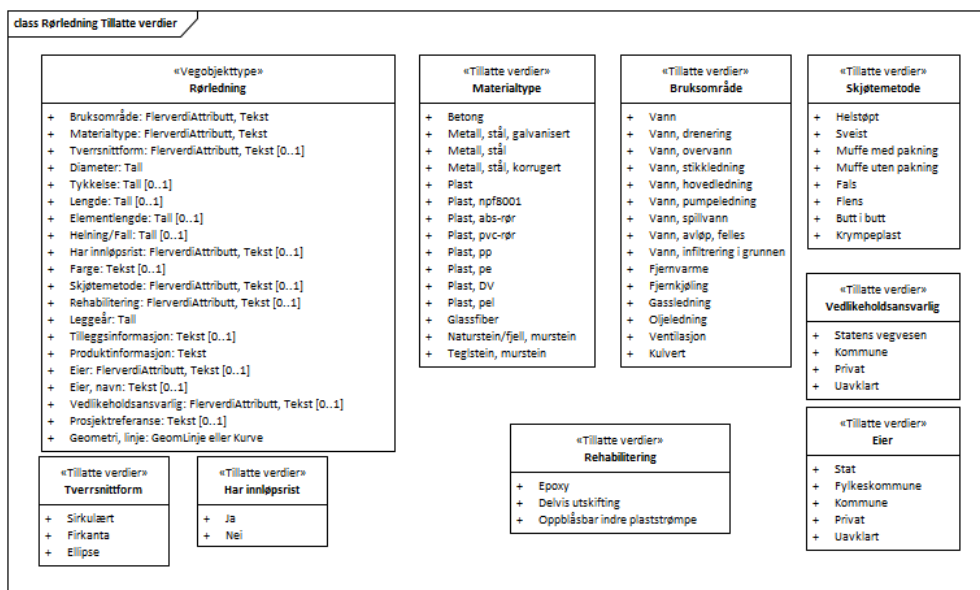 class Rørledning Tillatte verdier
«Vegobjekttype»
Rørledning
+ Bruksområde: FlerverdiAttributt, Tekst
+ Materialtype: FlerverdiAttributt, Tekst
+ Tverrsnittform: FlerverdiAttributt, Tekst [0..1]
+ Diameter: Tall
+ Tykkelse: Tall [0..1]
+ Lengde: Tall [0..1]
+ Elementlengde: Tall [0..1]
+ Helning/Fall: Tall [0..1]
+ Har innløpsrist: FlerverdiAttributt, Tekst [0..1]
+ Farge: Tekst [0..1]
+ Skjøtemetode: FlerverdiAttributt, Tekst [0..1]
+ Rehabilitering: FlerverdiAttributt, Tekst [0..1]
+ Leggeår: Tall
+ Tilleggsinformasjon: Tekst [0..1]
+ Produktinformasjon: Tekst
+ Eier: FlerverdiAttributt, Tekst [0..1]
+ Eier, navn: Tekst [0..1]
+ Vedlikeholdsansvarlig: FlerverdiAttributt, Tekst [0..1]
+ Prosjektreferanse: Tekst [0..1]
+ Geometri, linje: GeomLinje eller Kurve
«Tillatte verdier»
Materialtype
+ Betong
+ Metall, stål, galvanisert
+ Metall, stål
+ Metall, stål, korrugert
+ Plast
+ Plast, npf8001
+ Plast, abs-rør
+ Plast, pvc-rør
+ Plast, pp
+ Plast, pe
+ Plast, DV
+ Plast, pel
+ Glassfiber
+ Naturstein/fjell, murstein
+ Teglstein, murstein
«Tillatte verdier»
Bruksområde
+ Vann
+ Vann, drenering
+ Vann, overvann
+ Vann, stikkledning
+ Vann, hovedledning
+ Vann, pumpeledning
+ Vann, spillvann
+ Vann, avløp, felles
+ Vann, infiltrering i grunnen
+ Fjernvarme
+ Fjernkjøling
+ Gassledning
+ Oljeledning
+ Ventilasjon
+ Kulvert
«Tillatte verdier»
Skjøtemetode
+ Helstøpt
+ Sveist
+ Muffe med pakning
+ Muffe uten pakning
+ Fals
+ Flens
+ Butt i butt
+ Krympeplast
«Tillatte verdier»
Vedlikeholdsansvarlig
+ Statens vegvesen
+ Kommune
+ Privat
+ Uavklart
«Tillatte verdier»
Tverrsnittform
+ Sirkulært
+ Firkanta
+ Ellipse
«Tillatte verdier»
Har innløpsrist
+ Ja
+ Nei
«Tillatte verdier»
Rehabilitering
+ Epoxy
+ Delvis utskifting
+ Oppblåsbar indre plaststrømpe
«Tillatte verdier»
Eier
+ Stat
+ Fylkeskommune
+ Kommune
+ Privat
+ Uavklart